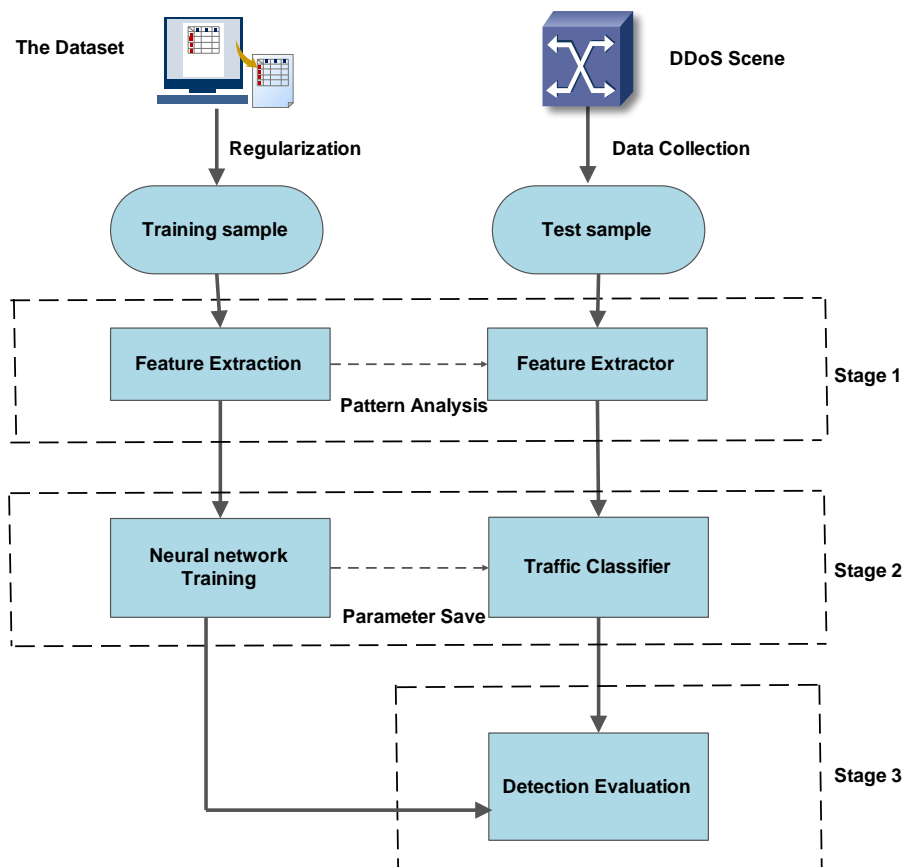 The Dataset
DDoS Scene
Regularization
Data Collection
Training sample
Test sample
Feature Extraction
Feature Extractor
Stage 1
Pattern Analysis
Neural network
Training
Traffic Classifier
Stage 2
Parameter Save
Detection Evaluation
Stage 3